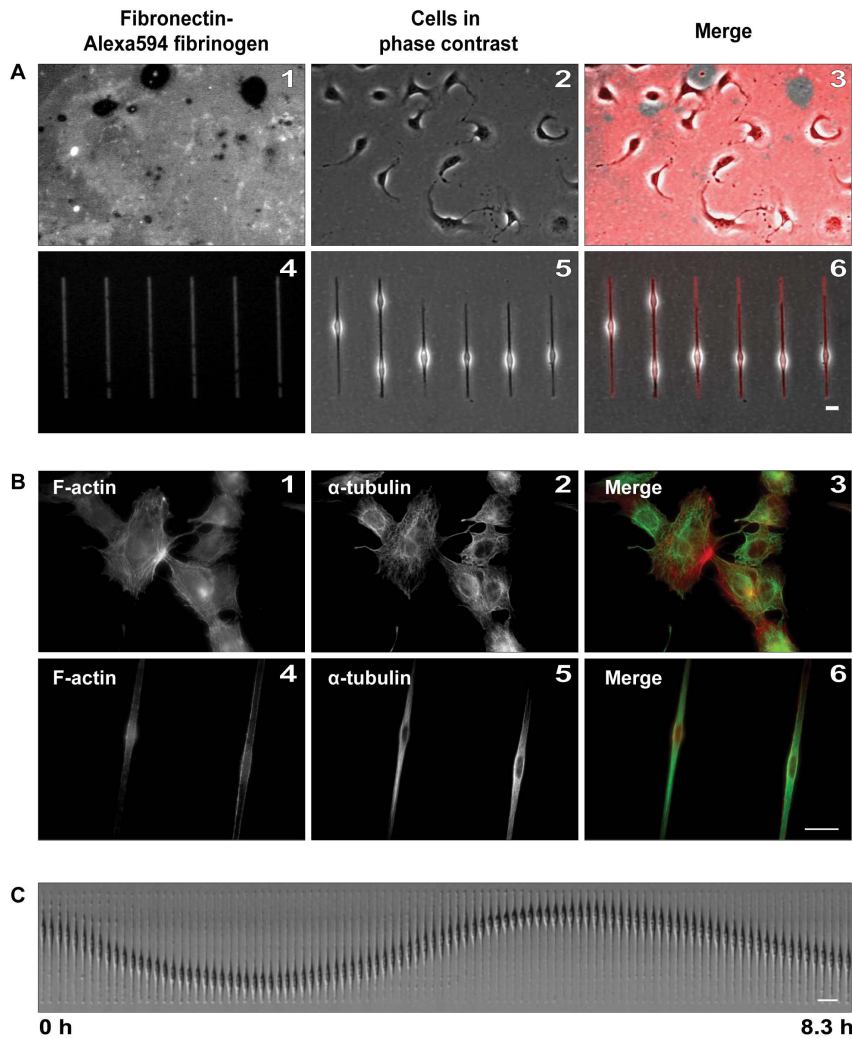 Fibronectin-
Alexa594 fibrinogen
Cells in
phase contrast
Merge
A
1
2
3
4
5
6
B
F-actin
1
α-tubulin
2
Merge
3
F-actin
4
α-tubulin
5
Merge
6
C
0 h
8.3 h